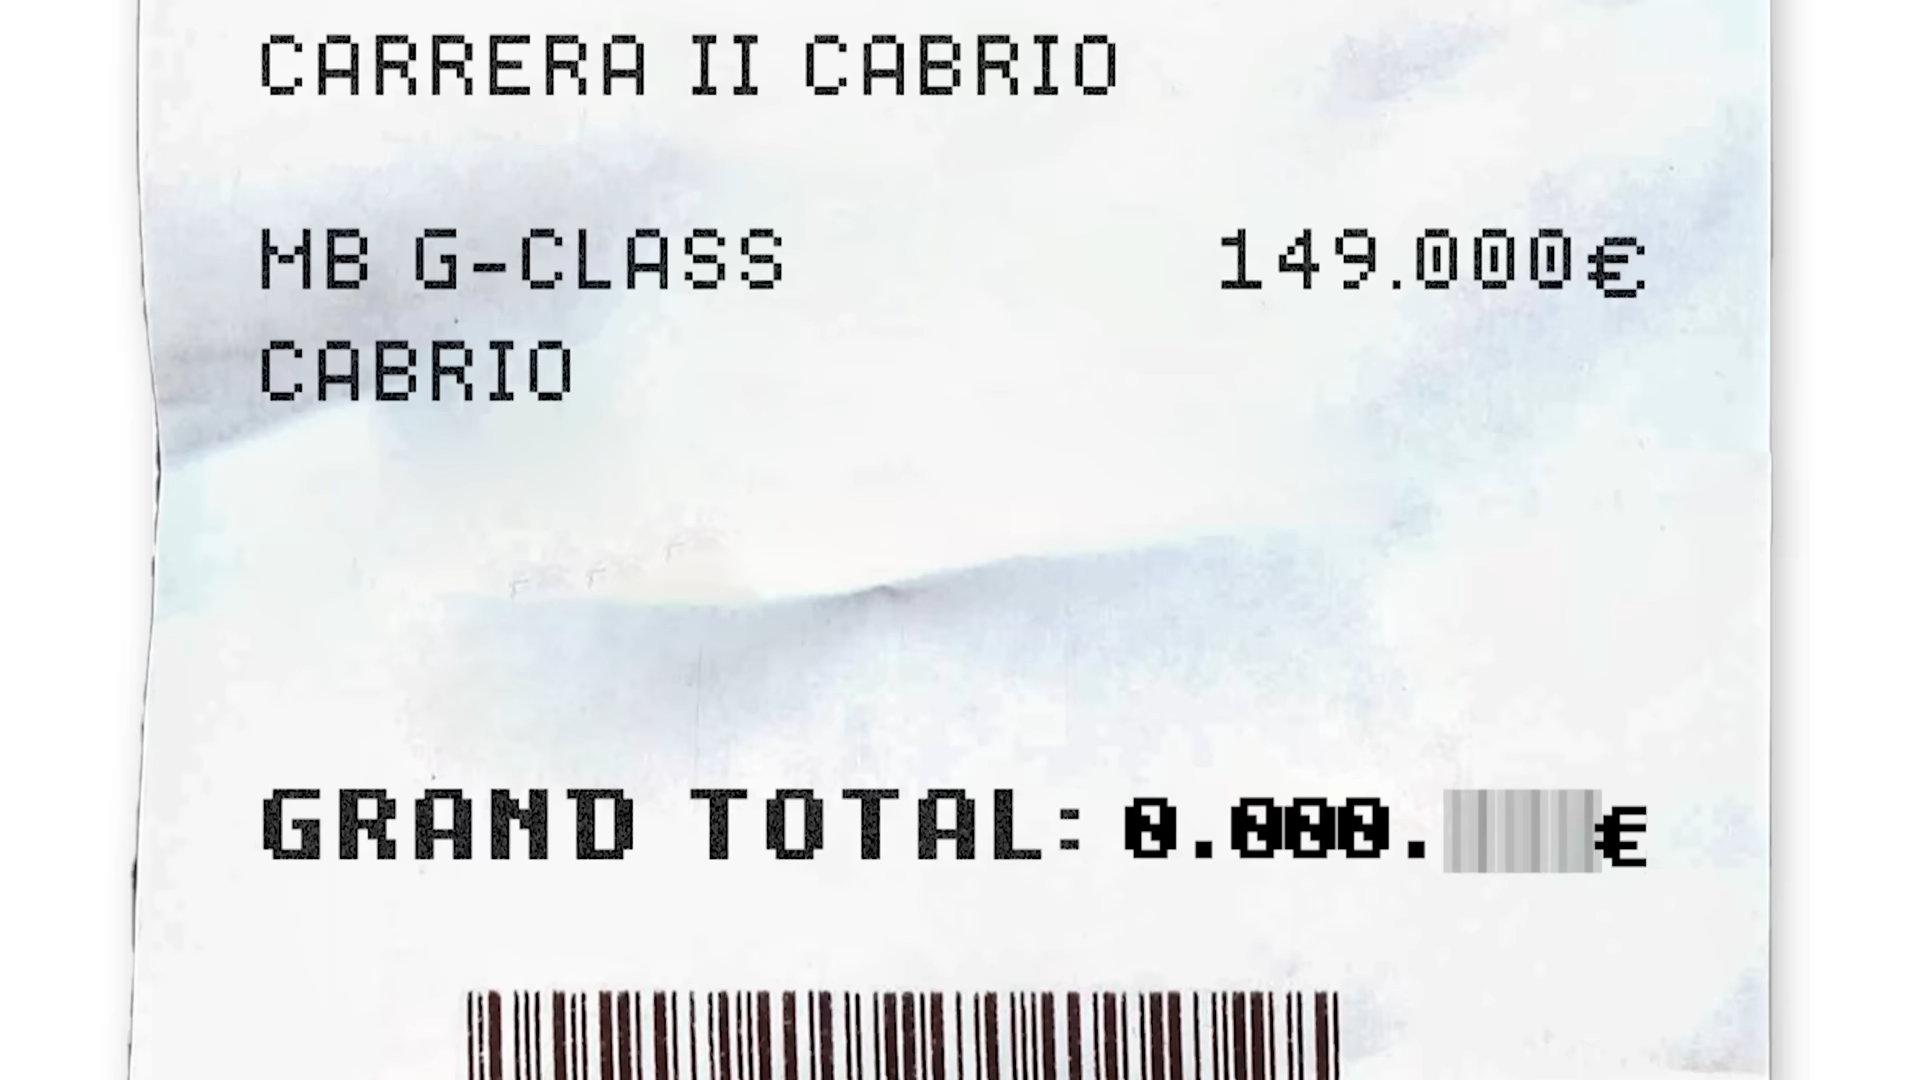 CARRERA II CABRIO
MB G-CLASS 149.000€
CABRIO
GRAND TOTAL: 0.000. €